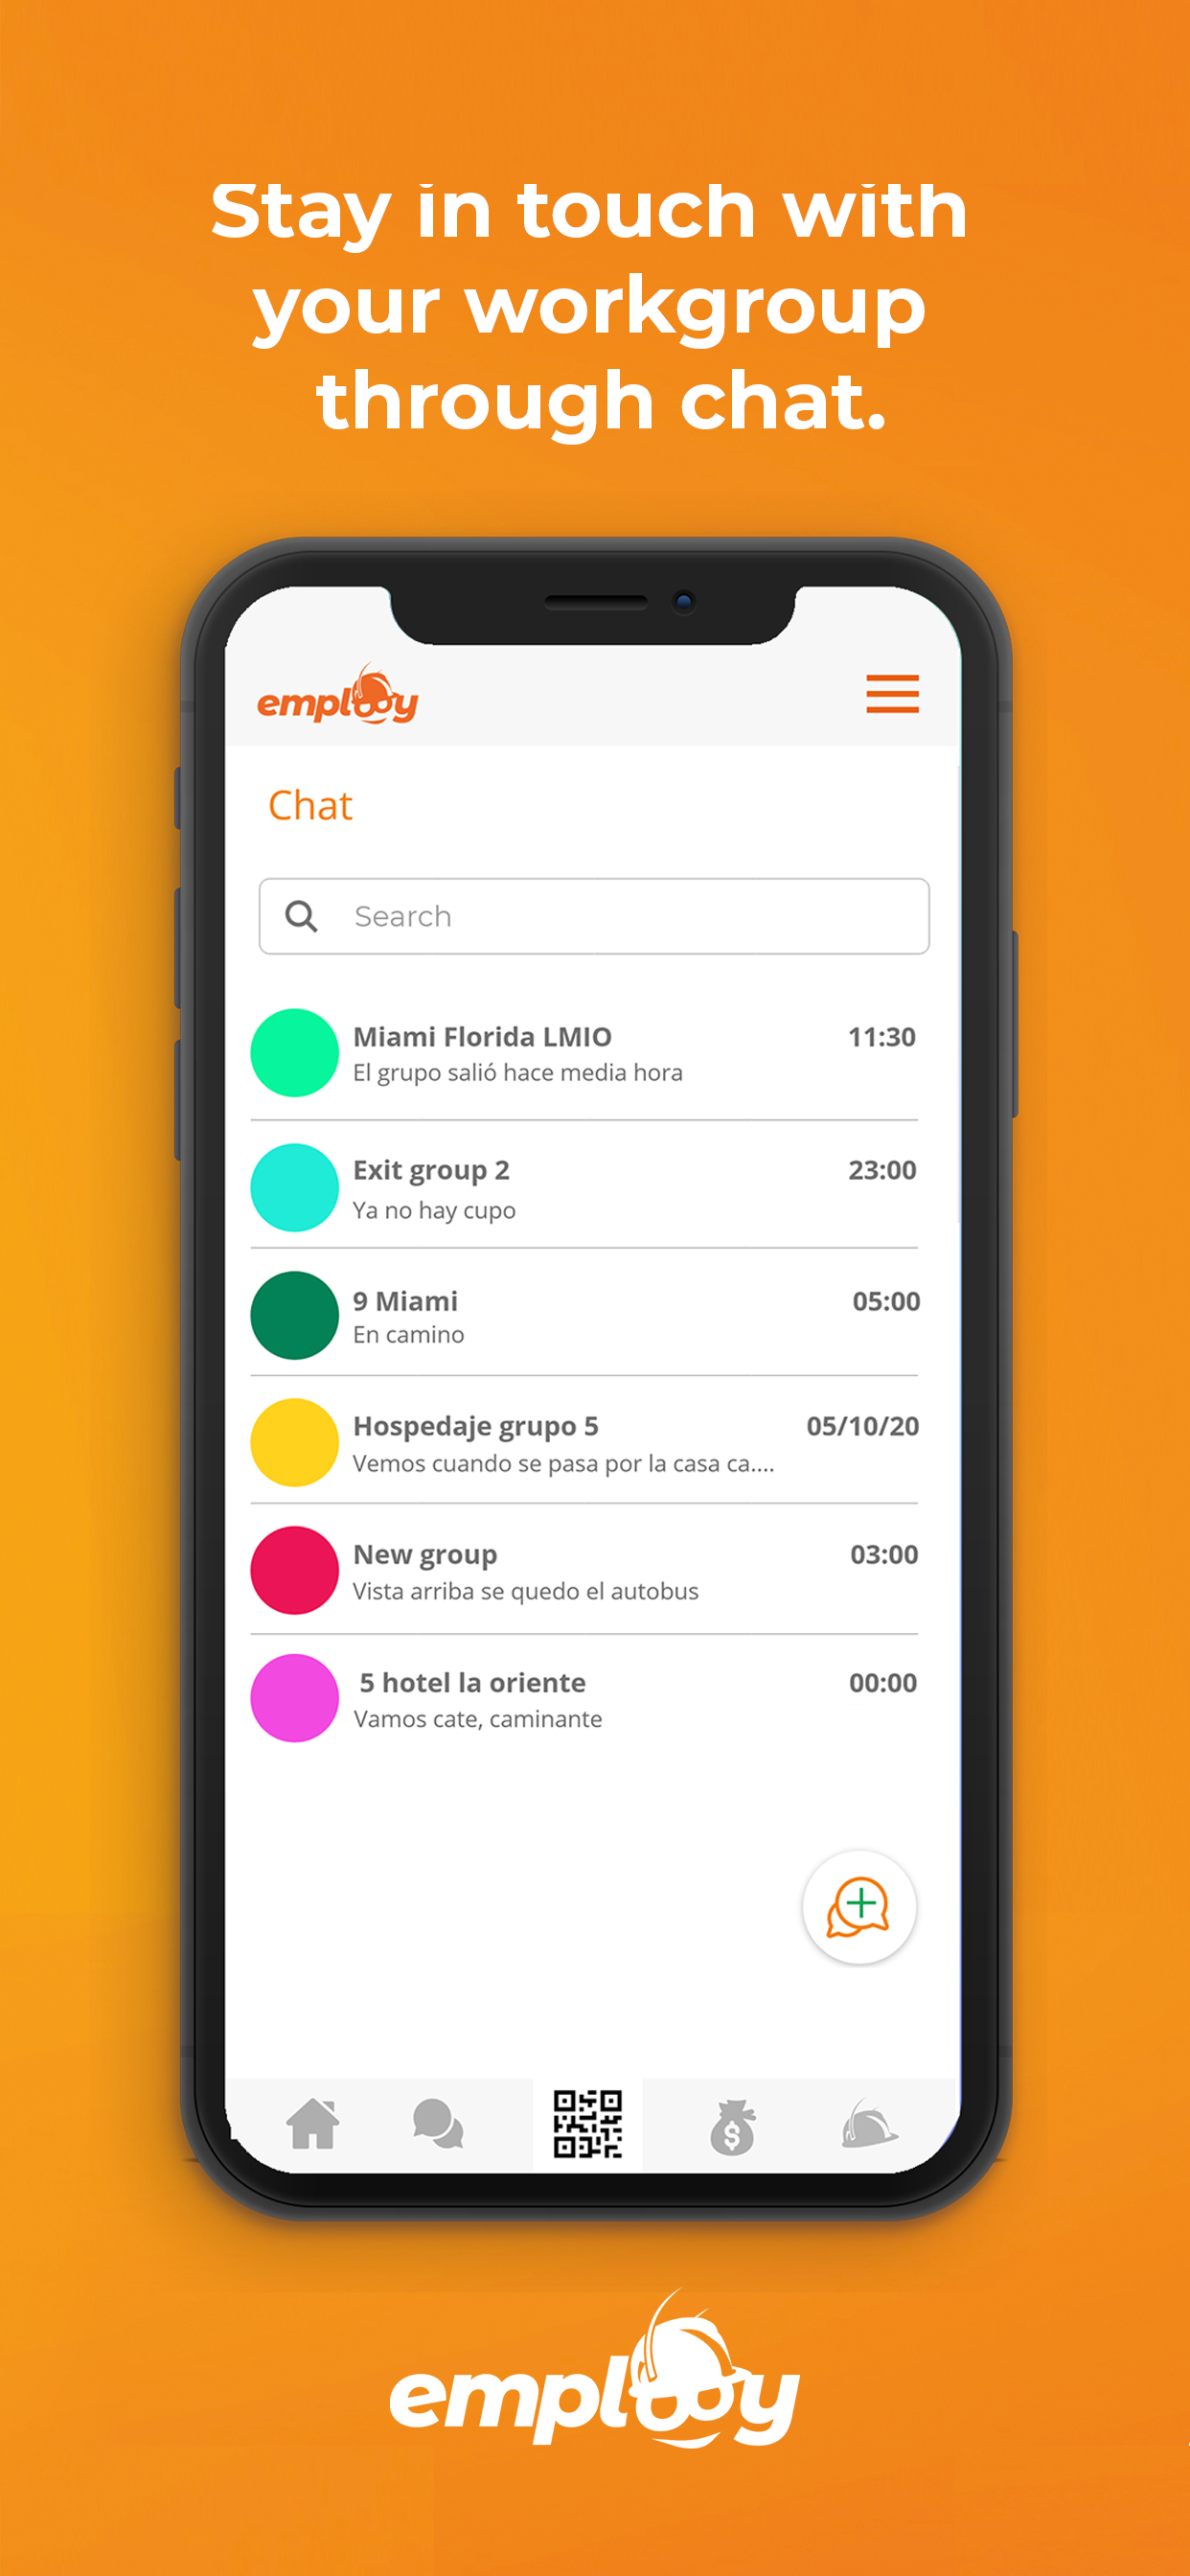 Stay in touch with
your workgroup
through chat.
emplooy
Chat
Search
Miami Florida LMIO 11:30
El grupo salió hace media hora
Exit group 2 23:00
Ya no hay cupo
9 Miami 05:00
En camino
Hospedaje grupo 5 05/10/20
Vemos cuando se pasa por la casa ca....
New group 03:00
Vista arriba se quedo el autobus
5 hotel la oriente 00:00
Vamos cate, caminante
$
emplooy